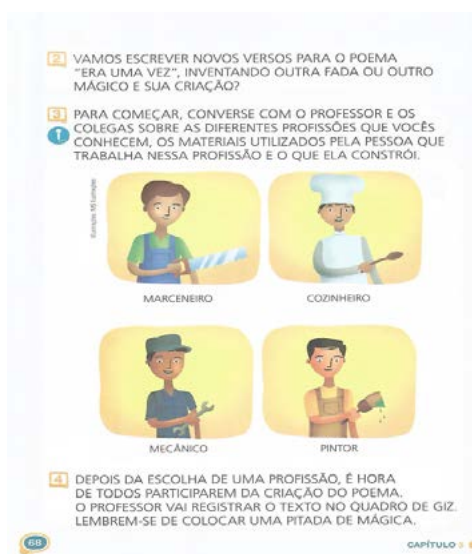 2 VAMOS ESCREVER NOVOS VERSOS PARA O POEMA
"ERA UMA VEZ", INVENTANDO OUTRA FADA OU OUTRO
MÁGICO E SUA CRIAÇÃO?
3 PARA COMEÇAR, CONVERSE COM O PROFESSOR E OS
COLEGAS SOBRE AS DIFERENTES PROFISSÕES QUE VOCÊS
CONHECEM, OS MATERIAIS UTILIZADOS PELA PESSOA QUE
TRABALHA NESSA PROFISSÃO E O QUE ELA CONSTRÓI.
MARCENEIRO
COZINHEIRO
MECÂNICO
PINTOR
4 DEPOIS DA ESCOLHA DE UMA PROFISSÃO, É HORA
DE TODOS PARTICIPAREM DA CRIAÇÃO DO POEMA.
O PROFESSOR VAI REGISTRAR O TEXTO NO QUADRO DE GIZ.
LEMBREM-SE DE COLOCAR UMA PITADA DE MÁGICA.
68
CAPÍTULO